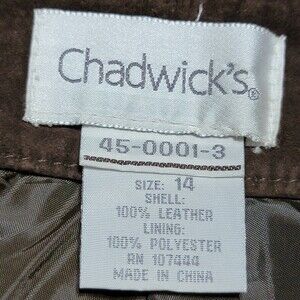 Chadwick's®
45-0001-3
SIZE: 14
SHELL:
100% LEATHER
LINING:
100% POLYESTER
RN 107444
MADE IN CHINA